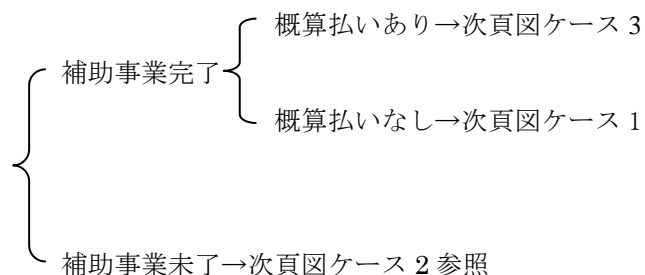 概算払いあり→次頁図ケース 3
補助事業完了
概算払いなし→次頁図ケース 1
補助事業未了→次頁図ケース 2 参照